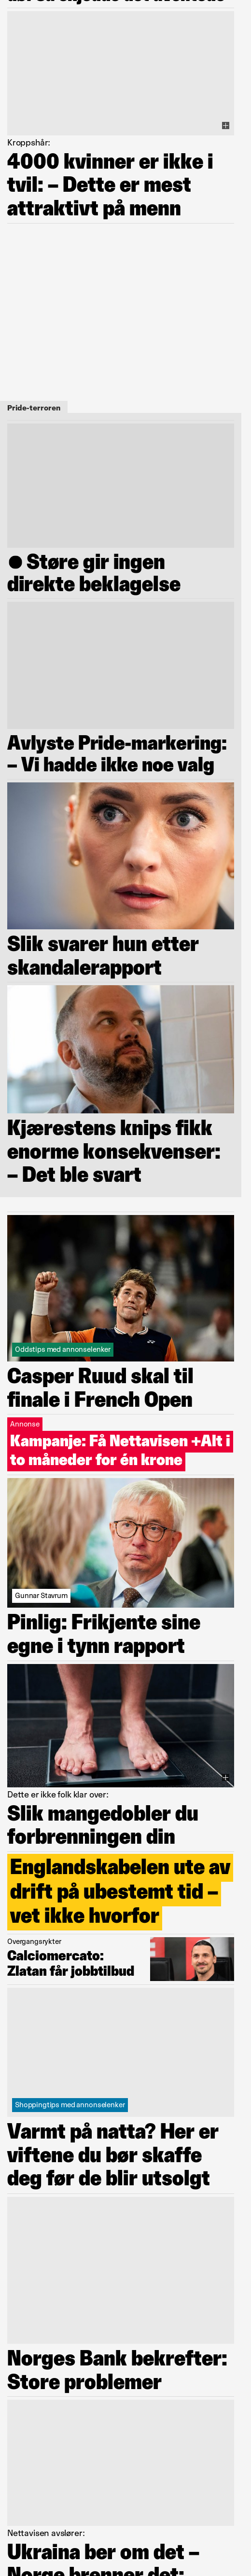 Kroppshår:
4000 kvinner er ikke i
tvil: – Dette er mest
attraktivt på menn
Pride-terroren
● Støre gir ingen
direkte beklagelse
Avlyste Pride-markering:
– Vi hadde ikke noe valg
Slik svarer hun etter
skandalerapport
Kjærestens knips fikk
enorme konsekvenser:
– Det ble svart
Oddstips med annonselenker
Casper Ruud skal til
finale i French Open
Annonse
Kampanje: Få Nettavisen +Alt i
to måneder for én krone
Gunnar Stavrum
Pinlig: Frikjente sine
egne i tynn rapport
Dette er ikke folk klar over:
Slik mangedobler du
forbrenningen din
Englandskabelen ute av
drift på ubestemt tid –
vet ikke hvorfor
Overgangsrykter
Calciomercato:
Zlatan får jobbtilbud
Shoppingtips med annonselenker
Varmt på natta? Her er
viftene du bør skaffe
deg før de blir utsolgt
Norges Bank bekrefter:
Store problemer
Nettavisen avslører:
Ukraina ber om det –
Norge brenner det: